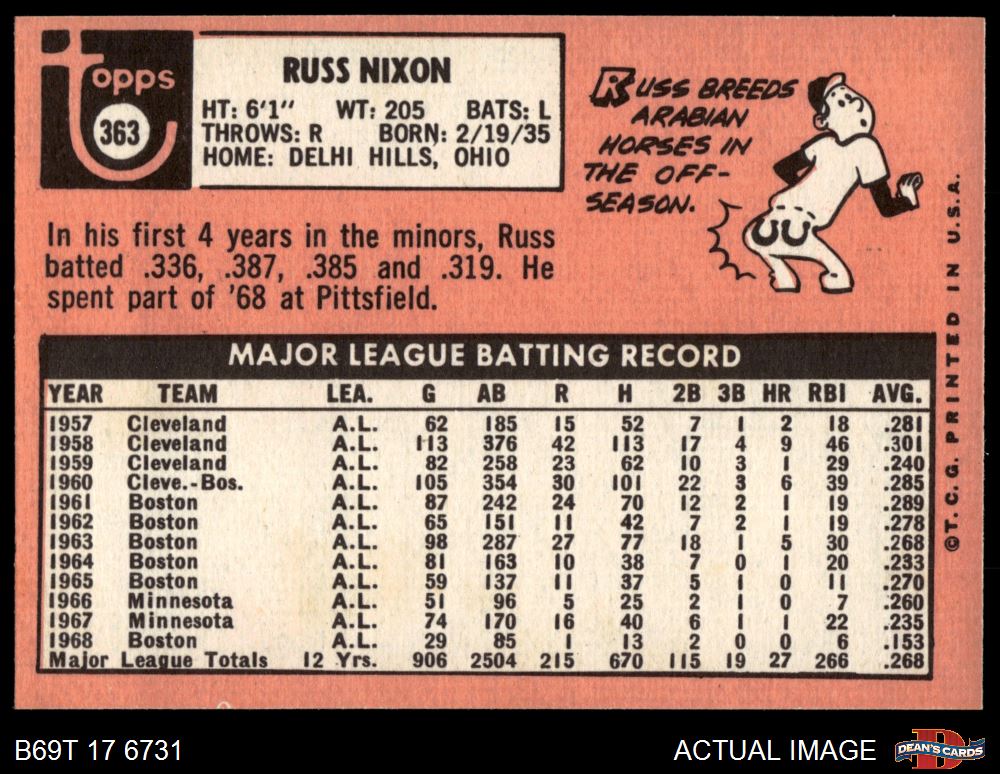 topps
363
RUSS NIXON
HT: 6'1" WT: 205 BATS: L
THROWS: R BORN: 2/19/35
HOME: DELHI HILLS, OHIO
RUSS BREEDS
ARABIAN
HORSES IN
THE OFF-
SEASON.
In his first 4 years in the minors, Russ
batted .336, .387, .385 and .319. He
spent part of '68 at Pittsfield.
MAJOR LEAGUE BATTING RECORD
YEAR TEAM LEA. G AB R H 2B 3B HR RBI AVG.
1957 Cleveland A.L. 62 185 15 52 7 1 2 18 .281
1958 Cleveland A.L. 113 376 42 113 17 4 9 46 .301
1959 Cleveland A.L. 82 258 23 62 10 3 1 29 .240
1960 Cleve.-Bos. A.L. 105 354 30 101 22 3 6 39 .285
1961 Boston A.L. 87 242 24 70 12 2 1 19 .289
1962 Boston A.L. 65 151 11 42 7 2 1 19 .278
1963 Boston A.L. 98 287 27 77 18 1 5 30 .268
1964 Boston A.L. 81 163 10 38 7 0 1 20 .233
1965 Boston A.L. 59 137 11 37 5 1 0 11 .270
1966 Minnesota A.L. 51 96 5 25 2 1 0 7 .260
1967 Minnesota A.L. 74 170 16 40 6 1 1 22 .235
1968 Boston A.L. 29 85 1 13 2 0 0 6 .153
Major League Totals 12 Yrs. 906 2504 215 670 115 19 27 266 .268
©T.C.G. PRINTED IN U.S.A.
B69T 17 6731
ACTUAL IMAGE
D
DEAN'S CARDS